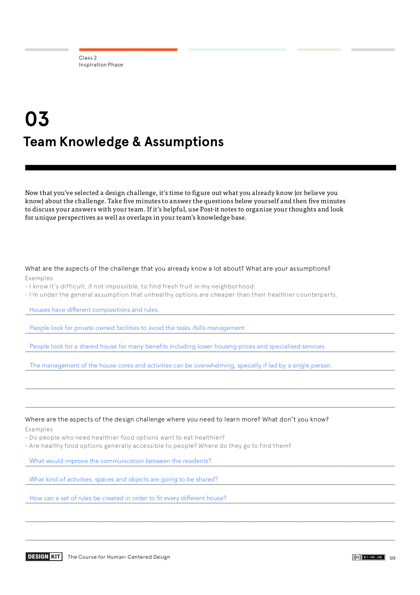 Class 2
Inspiration Phase
03
Team Knowledge & Assumptions
Now that you've selected a design challenge, it's time to figure out what you already know (or believe you
know) about the challenge. Take five minutes to answer the questions below yourself and then five minutes
to discuss your answers with your team. If it's helpful, use Post-it notes to organize your thoughts and look
for unique perspectives as well as overlaps in your team's knowledge base.
What are the aspects of the challenge that you already know a lot about? What are your assumptions?
Examples
- I know it's difficult, if not impossible, to find fresh fruit in my neighborhood.
- I'm under the general assumption that unhealthy options are cheaper than their healthier counterparts.
Houses have different compositions and rules.
People look for private owned facilities to avoid the tasks /bills management
People look for a shared house for many benefits including lower housing prices and specialised services.
The management of the house cores and activities can be overwhelming, specially if led by a single person.
Where are the aspects of the design challenge where you need to learn more? What don't you know?
Examples
- Do people who need healthier food options want to eat healthier?
- Are healthy food options generally accessible to people? Where do they go to find them?
What would improve the communication between the residents?
What kind of activities, spaces and objects are going to be shared?
How can a set of rules be created in order to fit every different house?
DESIGN KIT The Course for Human-Centered Design
10